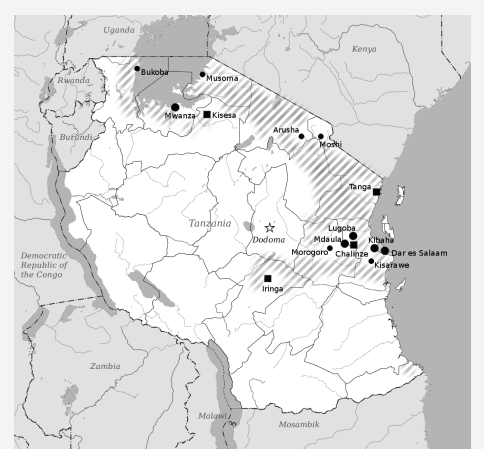 Uganda
Kenya
Bukoba
Musoma
Rwanda
Mwanza
Kisesa
Burundi
Arusha
Moshi
Tanga
Tanzania
Lugoba
Dodoma
Mdaula
Kibaha
Morogoro
Chalinze
Dar es Salaam
Democratic
Republic of
the Congo
Kisarawe
Iringa
Zambia
Malawi
Mosambik